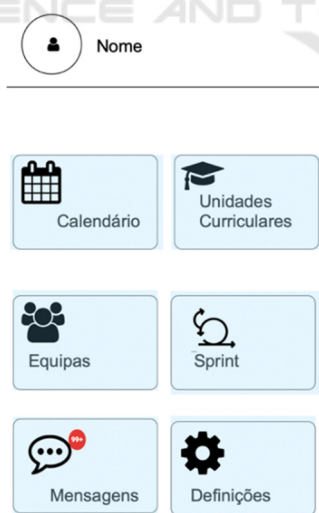 Nome
Calendário
Unidades
Curriculares
Equipas
Sprint
99+
Mensagens
Definições